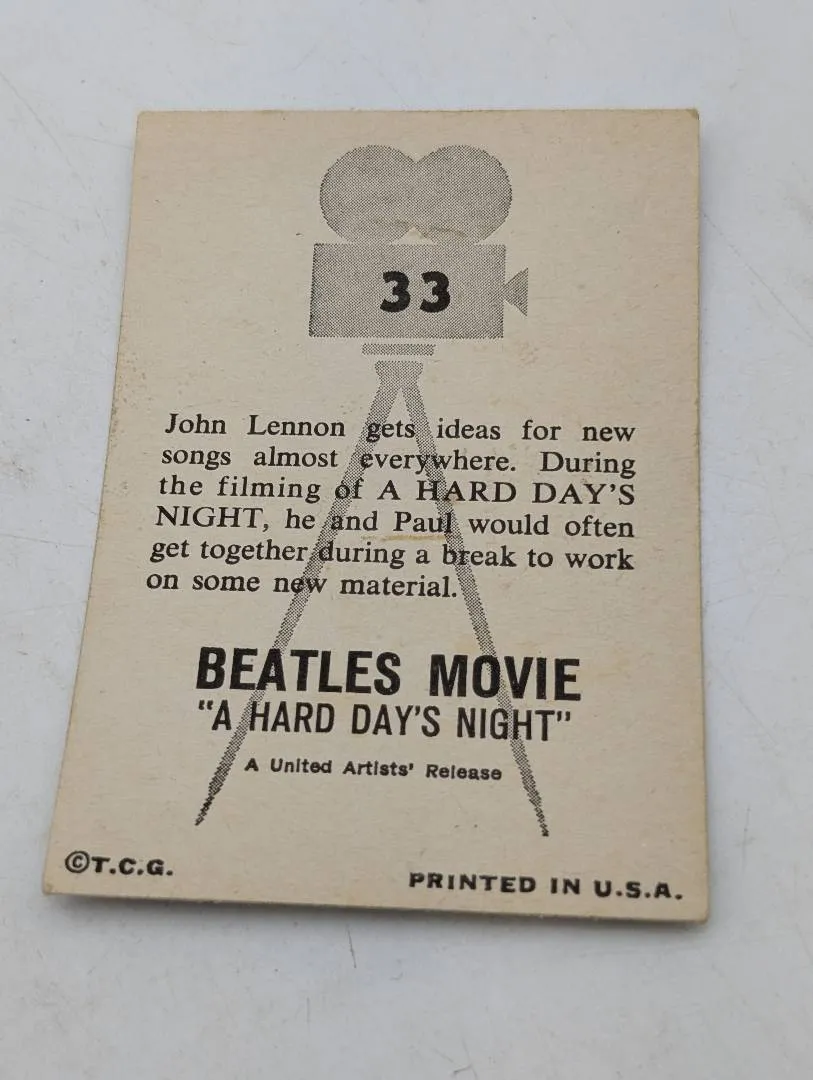 33
John Lennon gets ideas for new
songs almost everywhere. During
the filming of A HARD DAY'S
NIGHT, he and Paul would often
get together during a break to work
on some new material.
BEATLES MOVIE
"A HARD DAY'S NIGHT"
A United Artists' Release
©T.C.G.
PRINTED IN U.S.A.